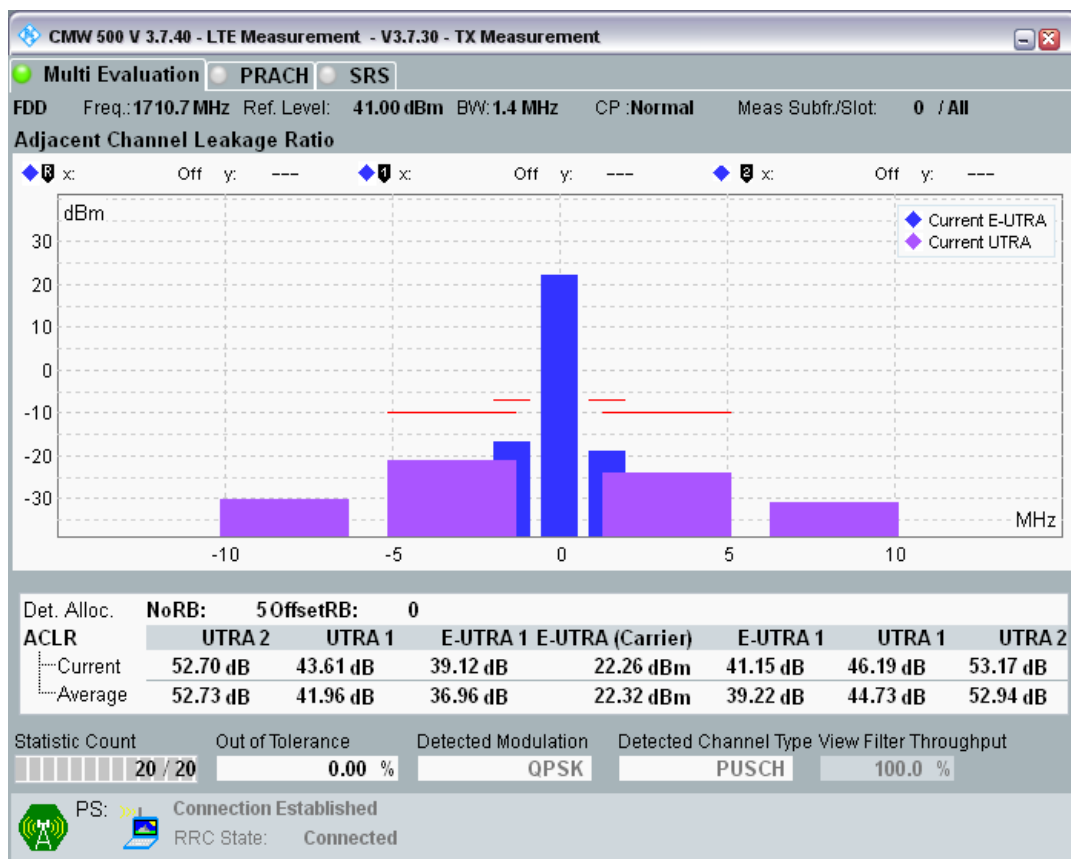 CMW 500 V 3.7.40 - LTE Measurement - V3.7.30 - TX Measurement
Multi Evaluation PRACH SRS
FDD Freq.: 1710.7 MHz Ref. Level: 41.00 dBm BW: 1.4 MHz CP :Normal Meas Subfr./Slot: 0 / All
Adjacent Channel Leakage Ratio
R x: Off y: --- 1 x: Off y: --- 2 x: Off y: ---
dBm
Current E-UTRA
Current UTRA
30
20
10
0
-10
-20
-30
MHz
-10 -5 0 5 10
Det. Alloc. NoRB: 5 OffsetRB: 0
ACLR UTRA 2 UTRA 1 E-UTRA 1 E-UTRA (Carrier) E-UTRA 1 UTRA 1 UTRA 2
Current 52.70 dB 43.61 dB 39.12 dB 22.26 dBm 41.15 dB 46.19 dB 53.17 dB
Average 52.73 dB 41.96 dB 36.96 dB 22.32 dBm 39.22 dB 44.73 dB 52.94 dB
Statistic Count Out of Tolerance Detected Modulation Detected Channel Type View Filter Throughput
20 / 20 0.00 % QPSK PUSCH 100.0 %
PS: Connection Established
RRC State: Connected